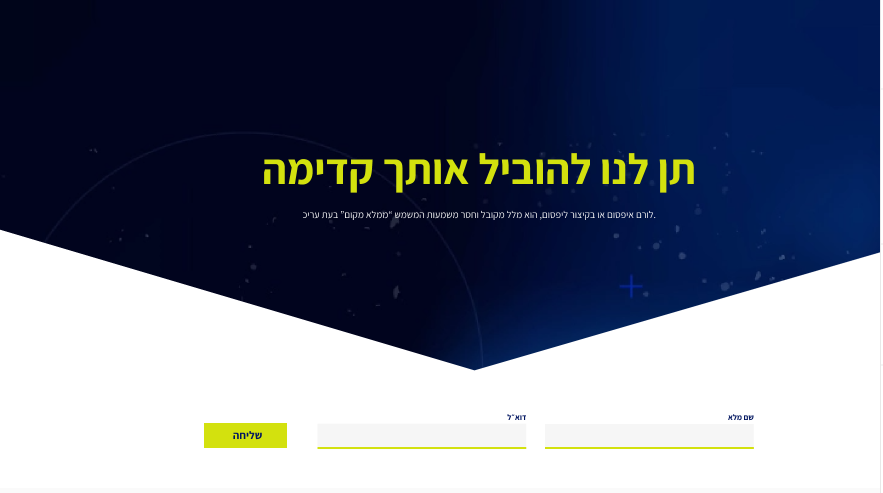 תן לנו להוביל אותך קדימה
לורם איפסום או בקיצור ליפסום, הוא מלל מקובל וחסר משמעות המשמש "ממלא מקום" בעת עריכ.
שם מלא
דוא"ל
שליחה